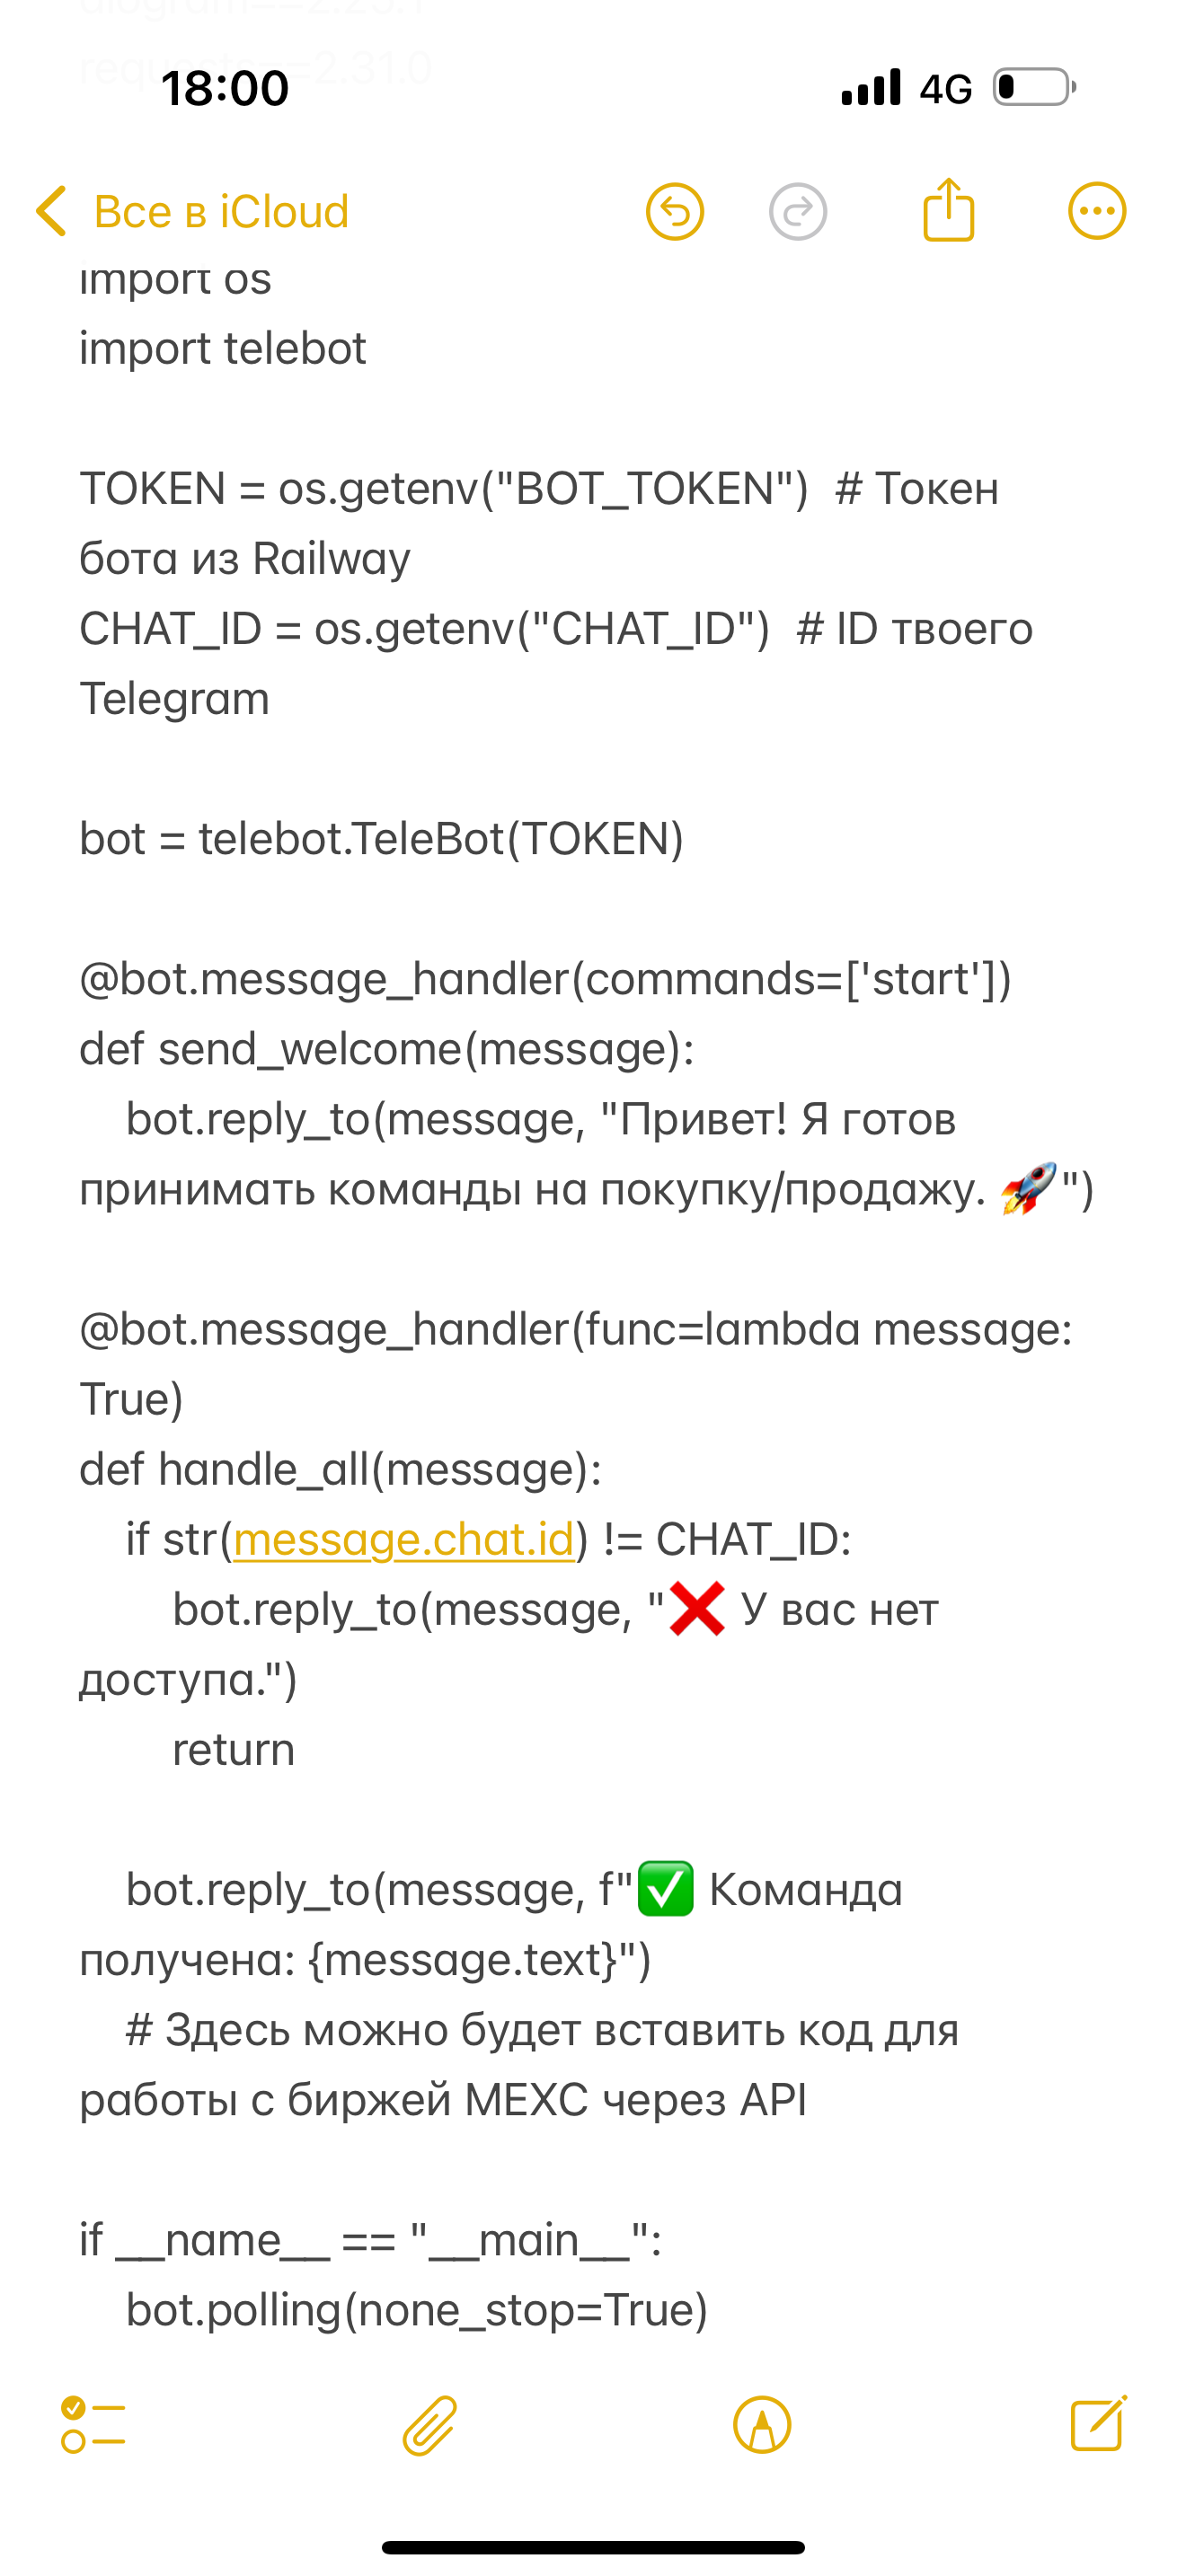 requests==2.31.0
18:00
4G
Все в iCloud
import os
import telebot
TOKEN = os.getenv("BOT_TOKEN")  # Токен
бота из Railway
CHAT_ID = os.getenv("CHAT_ID")  # ID твоего
Telegram
bot = telebot.TeleBot(TOKEN)
@bot.message_handler(commands=['start'])
def send_welcome(message):
    bot.reply_to(message, "Привет! Я готов
принимать команды на покупку/продажу. 🚀")
@bot.message_handler(func=lambda message:
True)
def handle_all(message):
    if str(message.chat.id) != CHAT_ID:
        bot.reply_to(message, "❌ У вас нет
доступа.")
        return
    bot.reply_to(message, f"✅ Команда
получена: {message.text}")
    # Здесь можно будет вставить код для
работы с биржей MEXC через API
if __name__ == "__main__":
    bot.polling(none_stop=True)